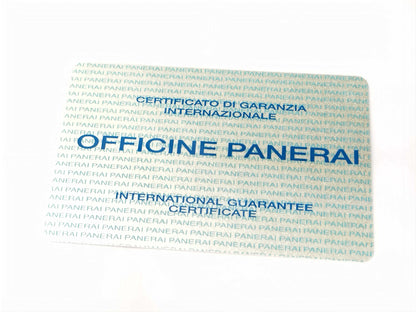 CERTIFICATO DI GARANZIA
INTERNAZIONALE
OFFICINE PANERAI
INTERNATIONAL GUARANTEE
CERTIFICATE